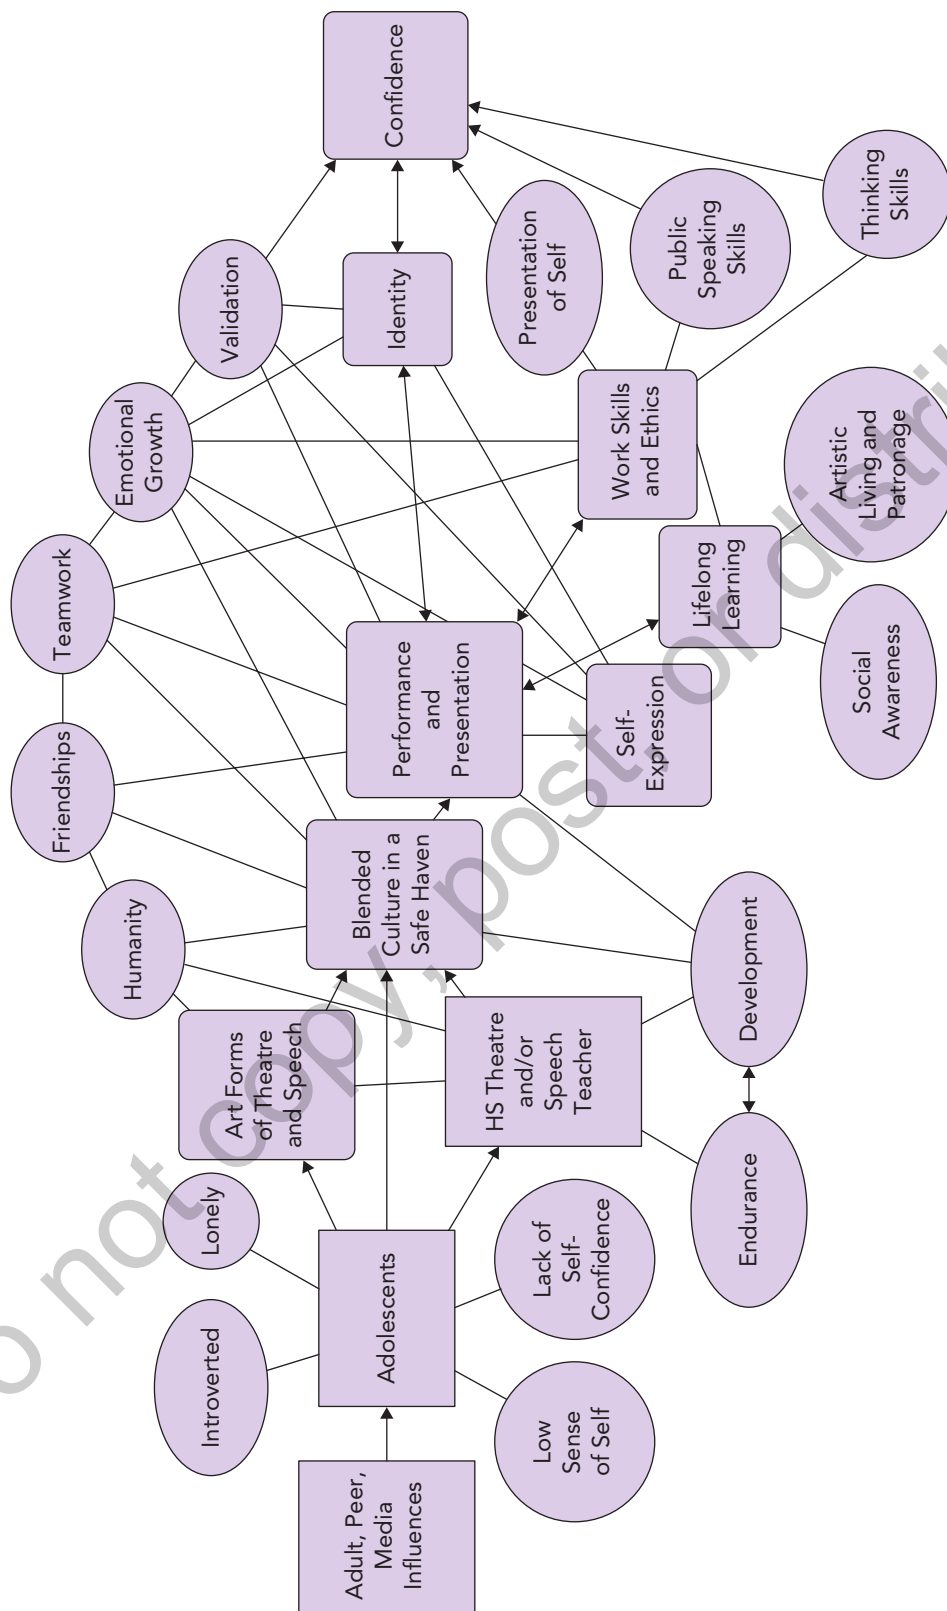 Adult, Peer,
Media
Influences
Introverted
Lonely
Adolescents
Low
Sense
of Self
Lack of
Self-
Confidence
Art Forms
of Theatre
and Speech
HS Theatre
and/or
Speech
Teacher
Endurance
Development
Humanity
Friendships
Teamwork
Emotional
Growth
Validation
Blended
Culture in a
Safe Haven
Performance
and
Presentation
Self-
Expression
Lifelong
Learning
Social
Awareness
Artistic
Living and
Patronage
Work Skills
and Ethics
Identity
Presentation
of Self
Public
Speaking
Skills
Thinking
Skills
Confidence
not copy, post, or